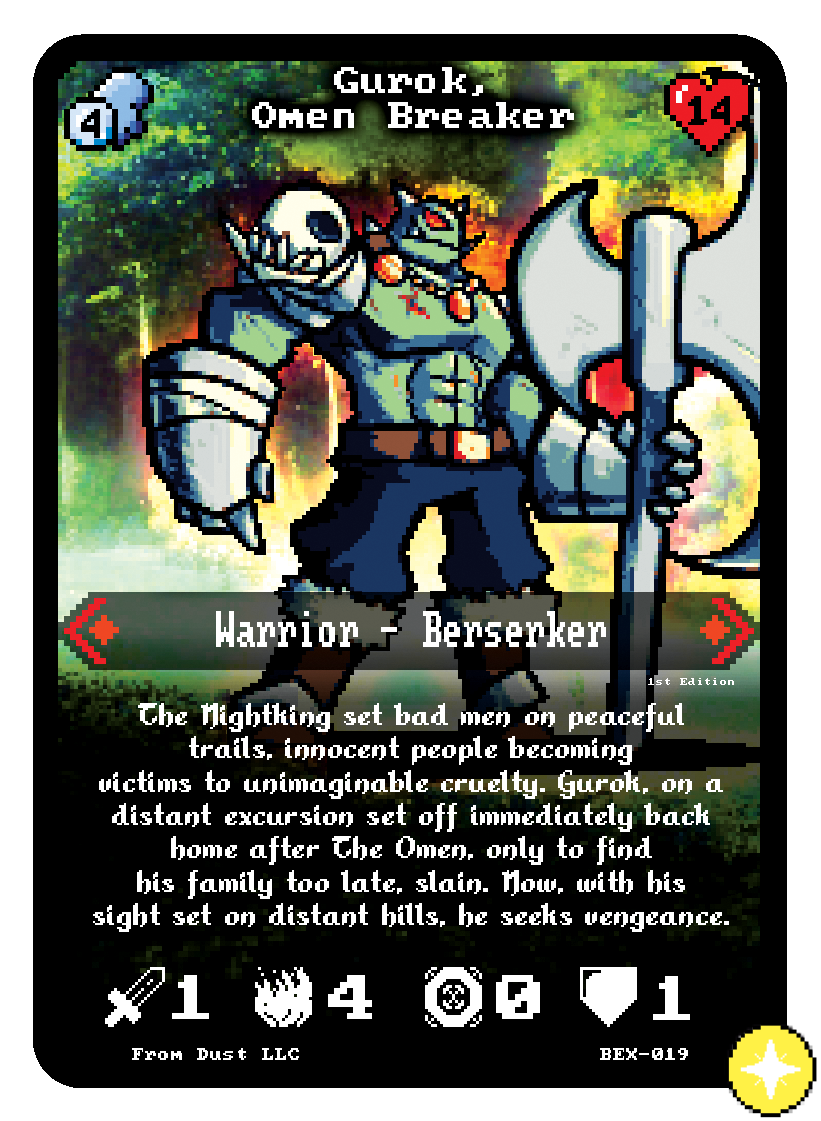 Gurok,
Omen Breaker
4
14
Warrior - Berserker
1st Edition
The Nightking set bad men on peaceful
trails, innocent people becoming
victims to unimaginable cruelty. Gurok, on a
distant excursion set off immediately back
home after The Omen, only to find
his family too late, slain. Now, with his
sight set on distant hills, he seeks vengeance.
1 4 0 1
From Dust LLC
BEX-019